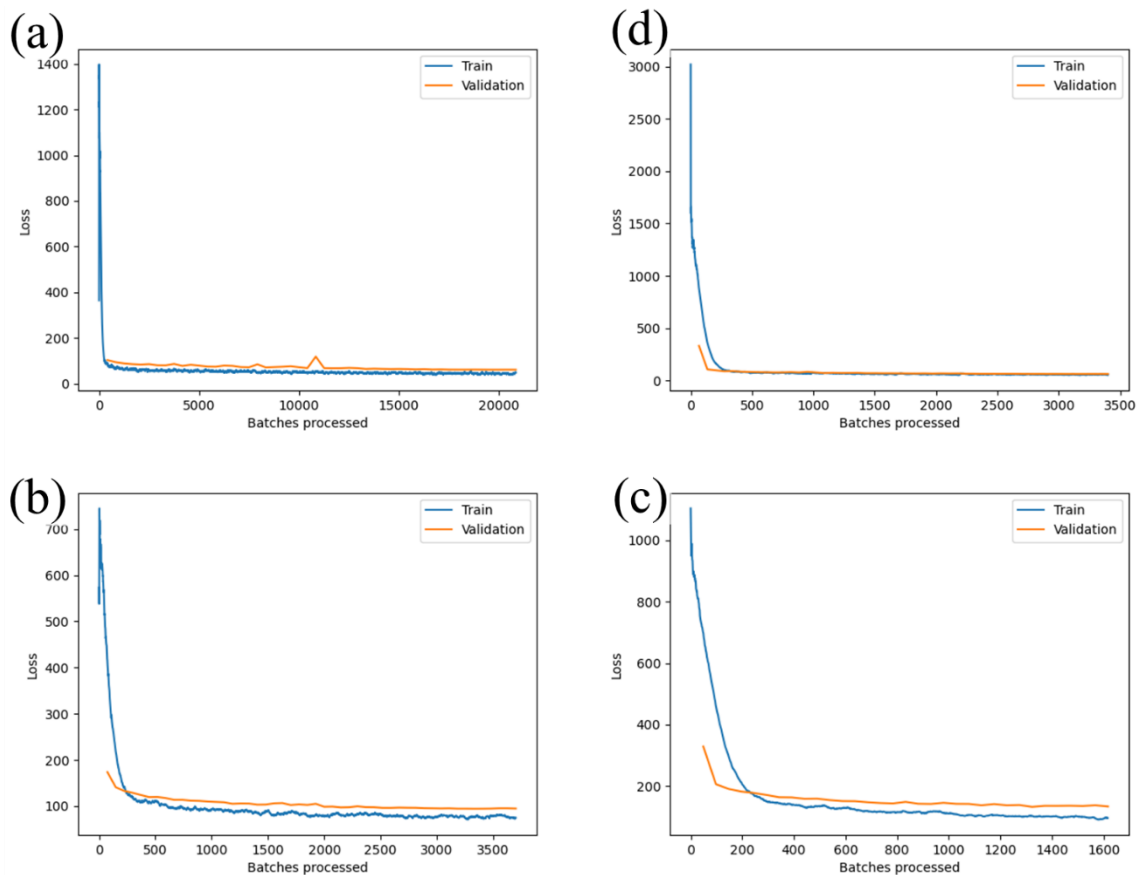 (a)
1400
1200
1000
800
600
400
200
0
Loss
Train
Validation
0 5000 10000 15000 20000
Batches processed
(d)
3000
2500
2000
1500
1000
500
0
Loss
Train
Validation
0 500 1000 1500 2000 2500 3000 3500
Batches processed
(b)
700
600
500
400
300
200
100
Loss
Train
Validation
0 500 1000 1500 2000 2500 3000 3500
Batches processed
(c)
1000
800
600
400
200
Loss
Train
Validation
0 200 400 600 800 1000 1200 1400 1600
Batches processed